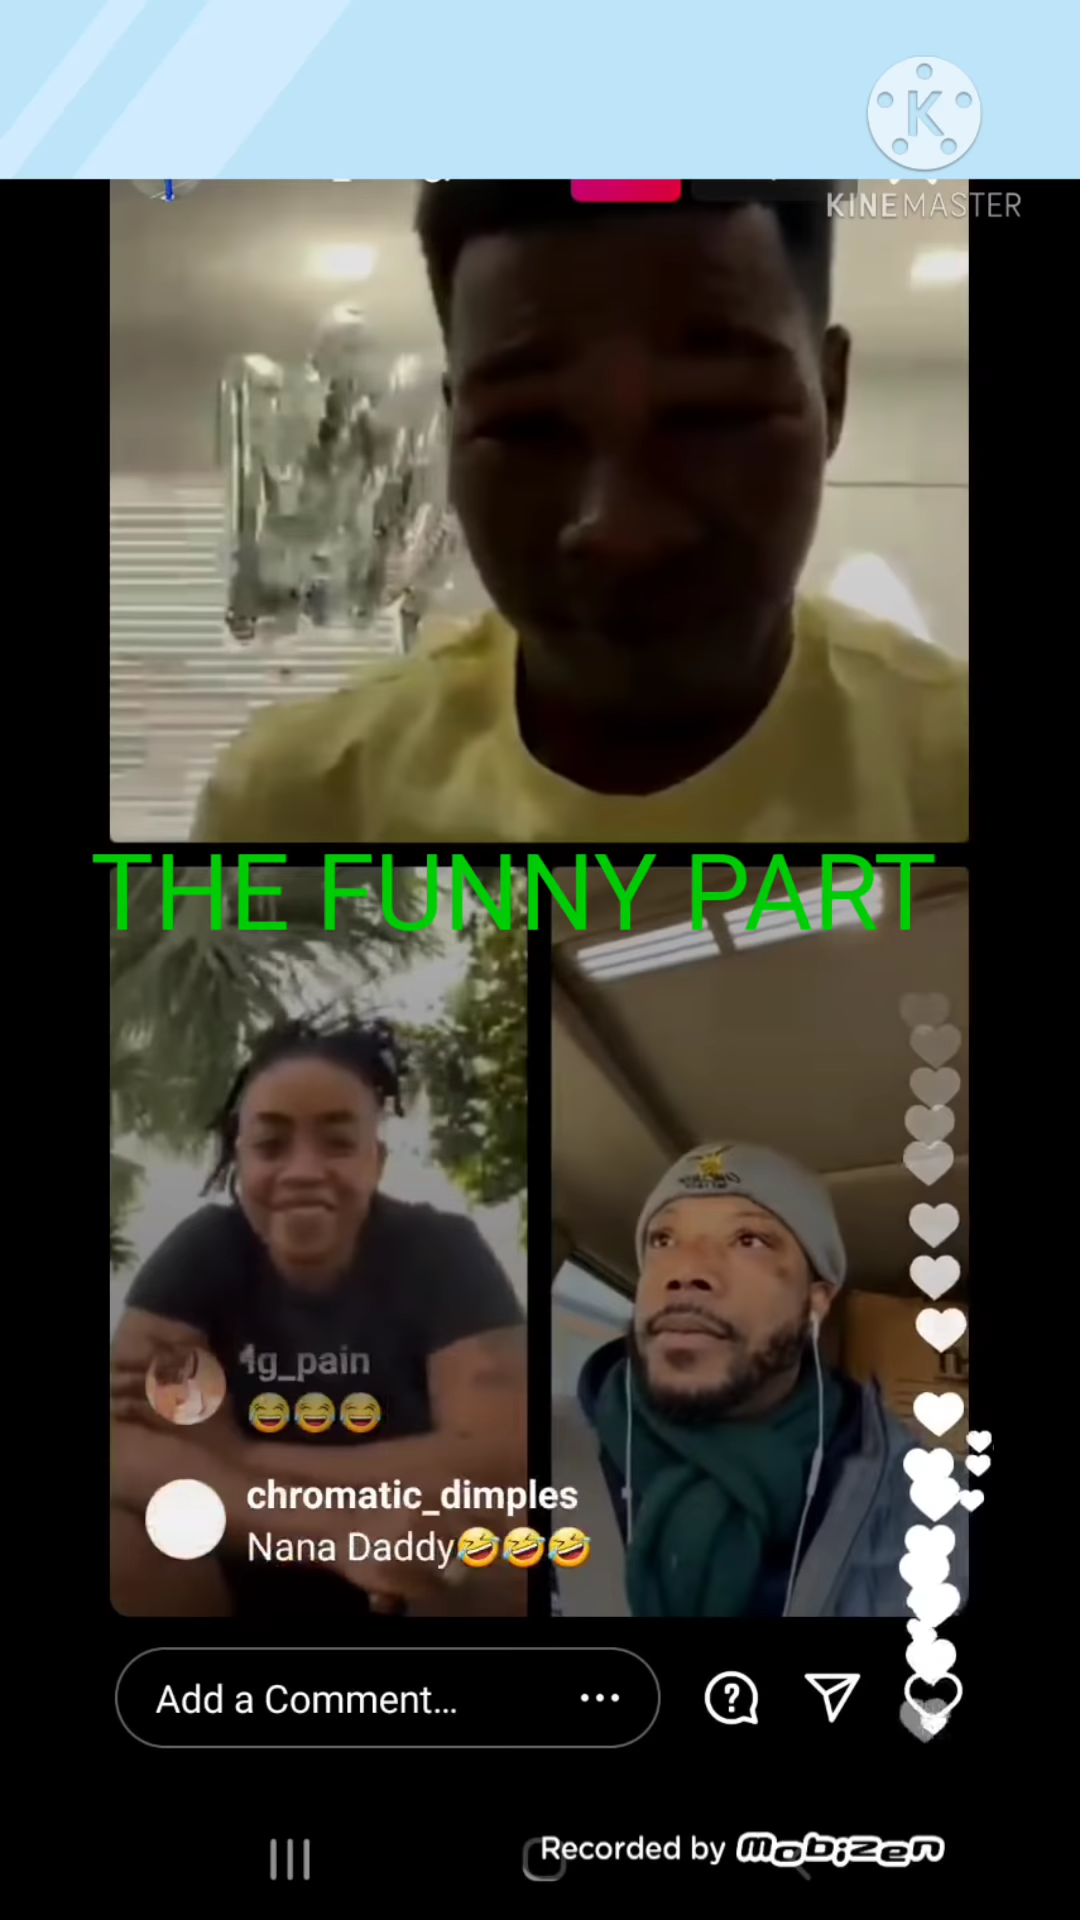 K
KINEMASTER
THE FUNNY PART
4g_pain
😂😂😂
chromatic_dimples
Nana Daddy🤣🤣🤣
Add a Comment...
Recorded by mobizen